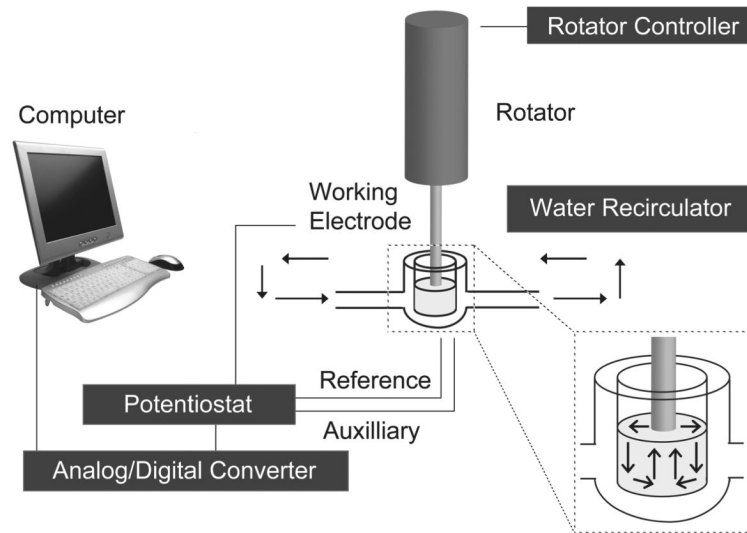 Rotator Controller
Computer
Rotator
Working
Electrode
Water Recirculator
Reference
Potentiostat
Auxilliary
Analog/Digital Converter